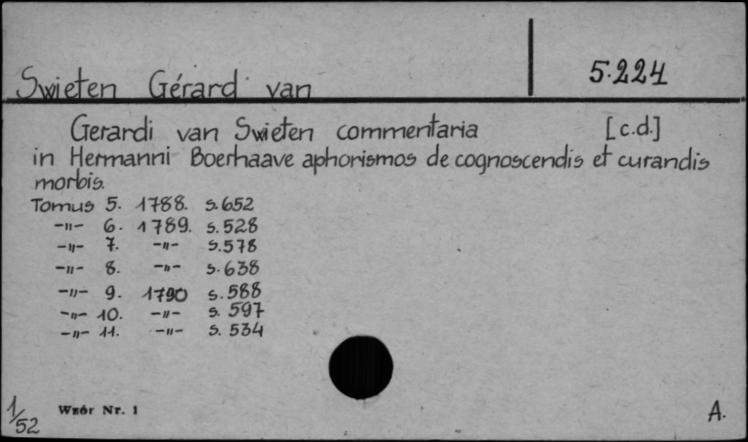 5.224
Swieten Gérard van
Gerardi van Swieten commentaria [c.d.]
in Hermanni Boerhaave aphorismos de cognoscendis et curandis
morbis.
Tomus 5. 1788. s.652
-"- 6. 1789. s.528
-"- 7. -"- s.578
-"- 8. -"- s.638
-"- 9. 1790 s.588
-"- 10. -"- s. 597
-"- 11. -"- s. 534
1/52 Wzór Nr. 1 A.